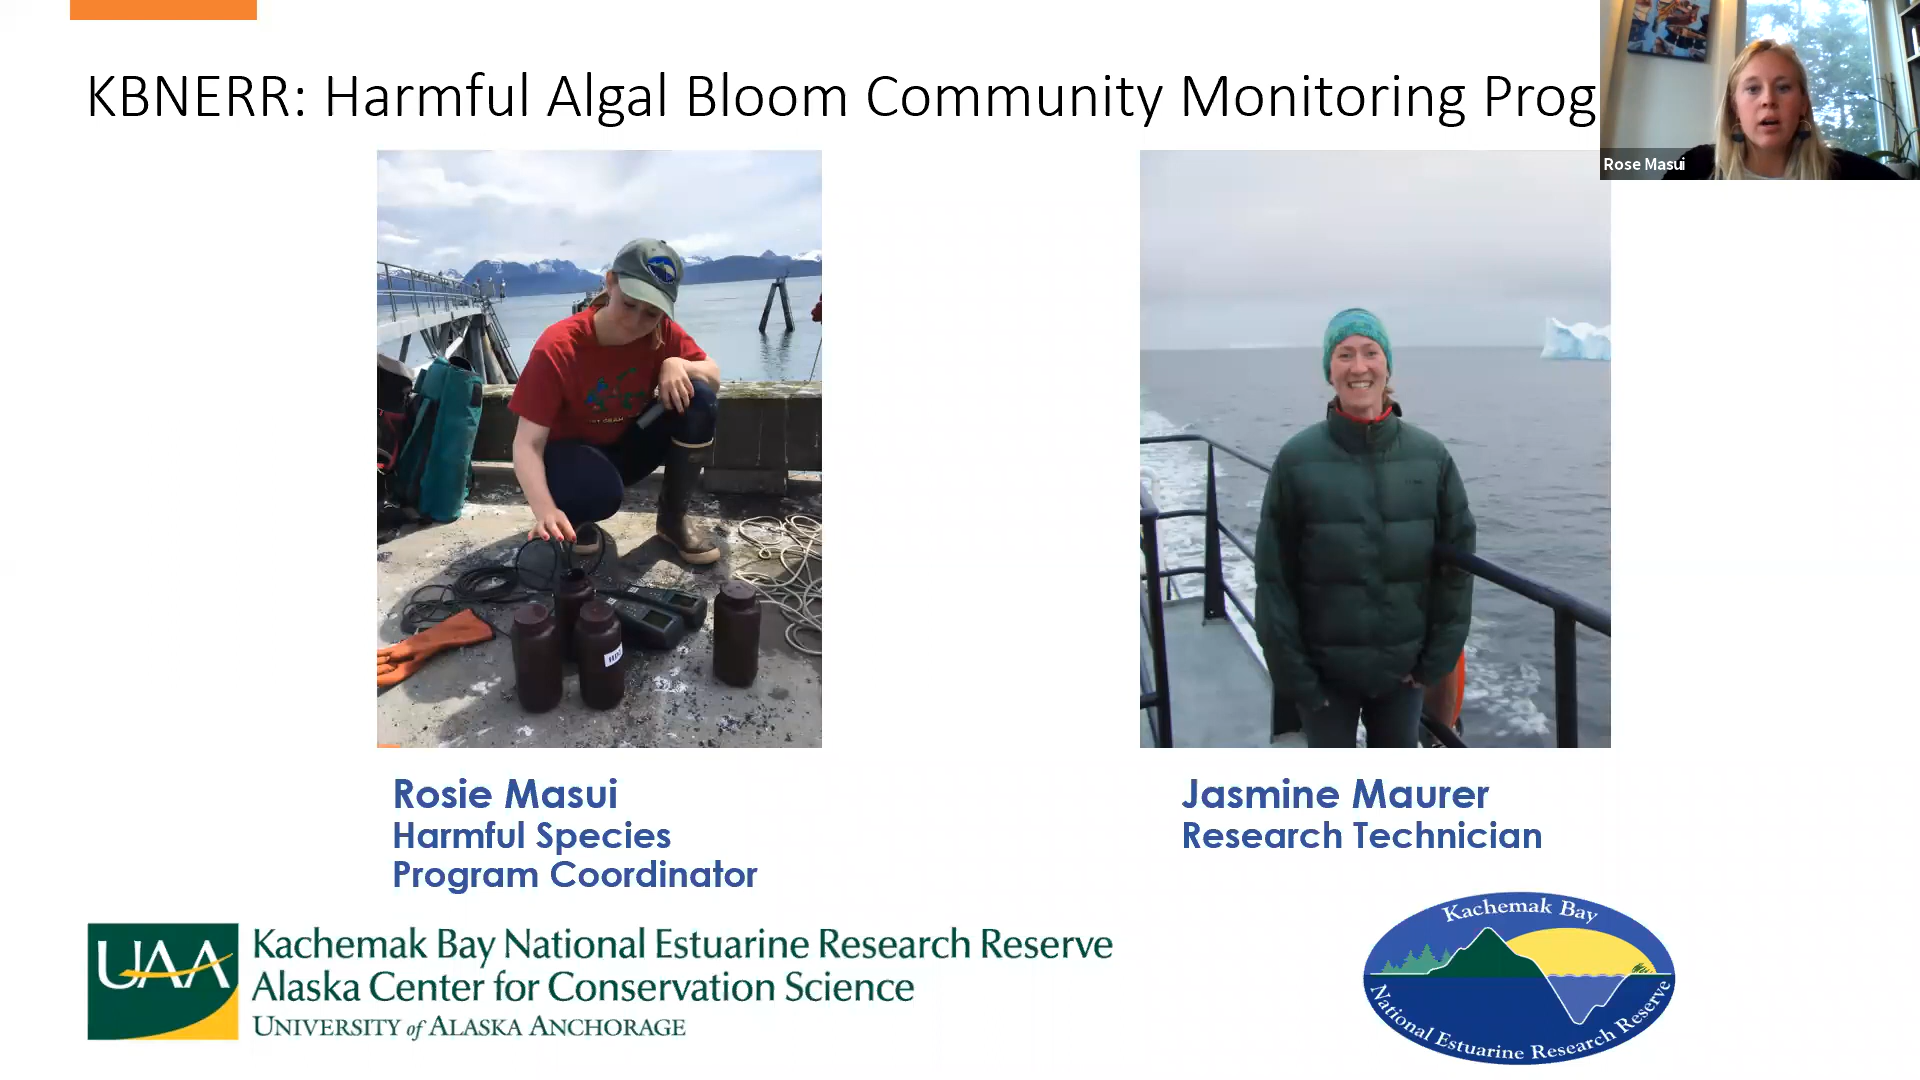 KBNERR: Harmful Algal Bloom Community Monitoring Prog
Rose Masui
Rosie Masui
Harmful Species
Program Coordinator
Jasmine Maurer
Research Technician
UAA
Kachemak Bay National Estuarine Research Reserve
Alaska Center for Conservation Science
UNIVERSITY of ALASKA ANCHORAGE
Kachemak Bay
National Estuarine Research Reserve